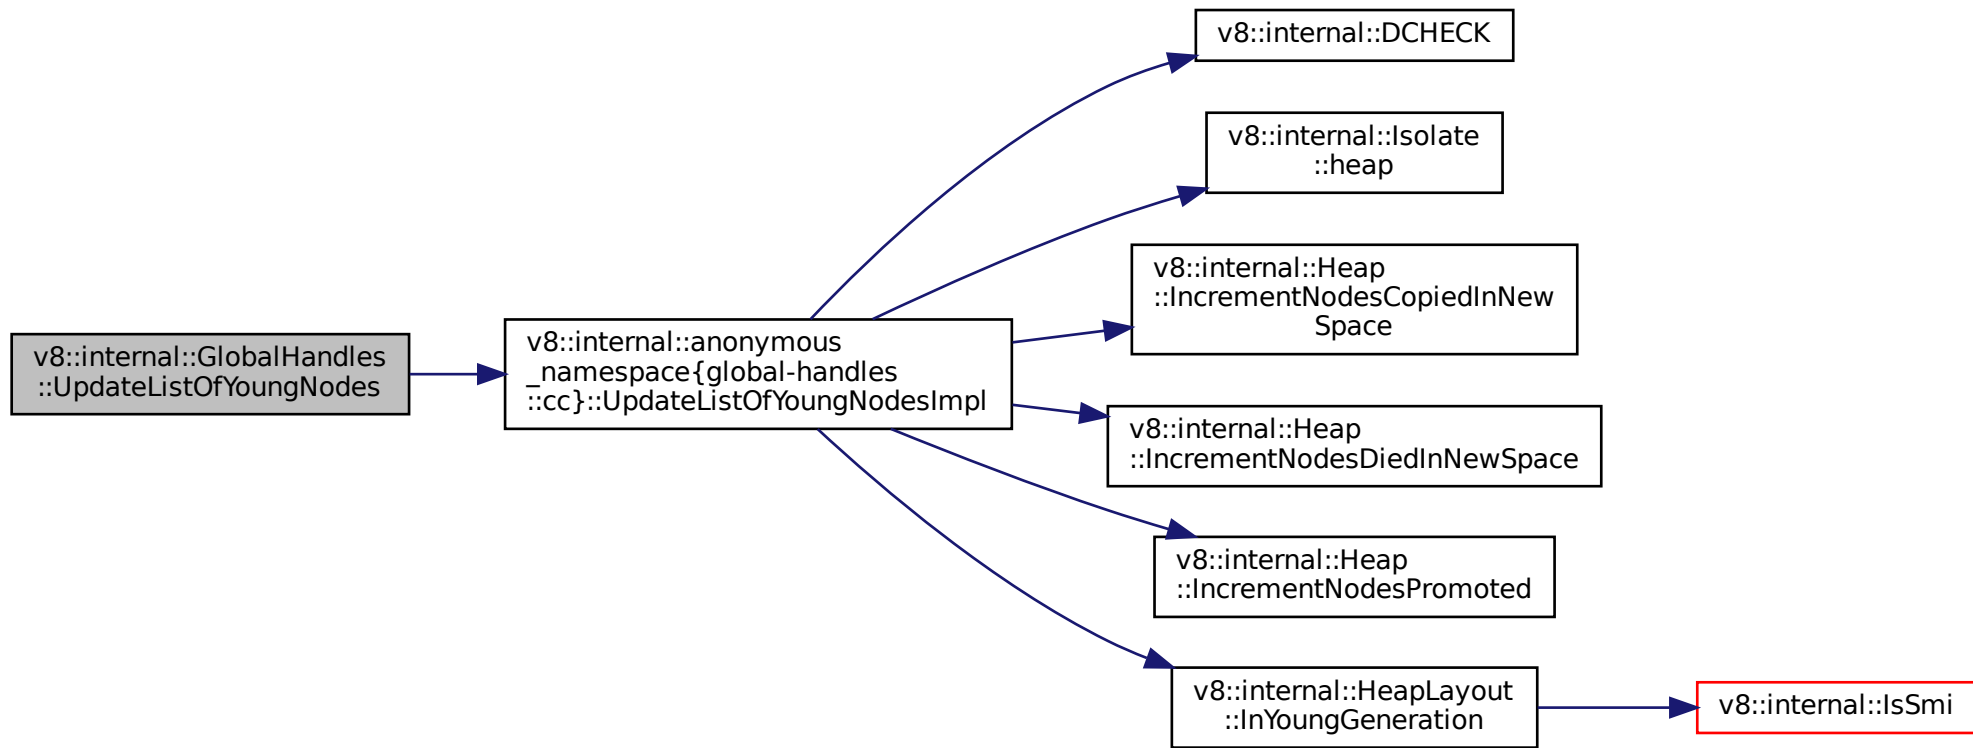 v8::internal::GlobalHandles
::UpdateListOfYoungNodes
v8::internal::anonymous
_namespace{global-handles
::cc}::UpdateListOfYoungNodesImpl
v8::internal::DCHECK
v8::internal::Isolate
::heap
v8::internal::Heap
::IncrementNodesCopiedInNew
Space
v8::internal::Heap
::IncrementNodesDiedInNewSpace
v8::internal::Heap
::IncrementNodesPromoted
v8::internal::HeapLayout
::InYoungGeneration
v8::internal::IsSmi